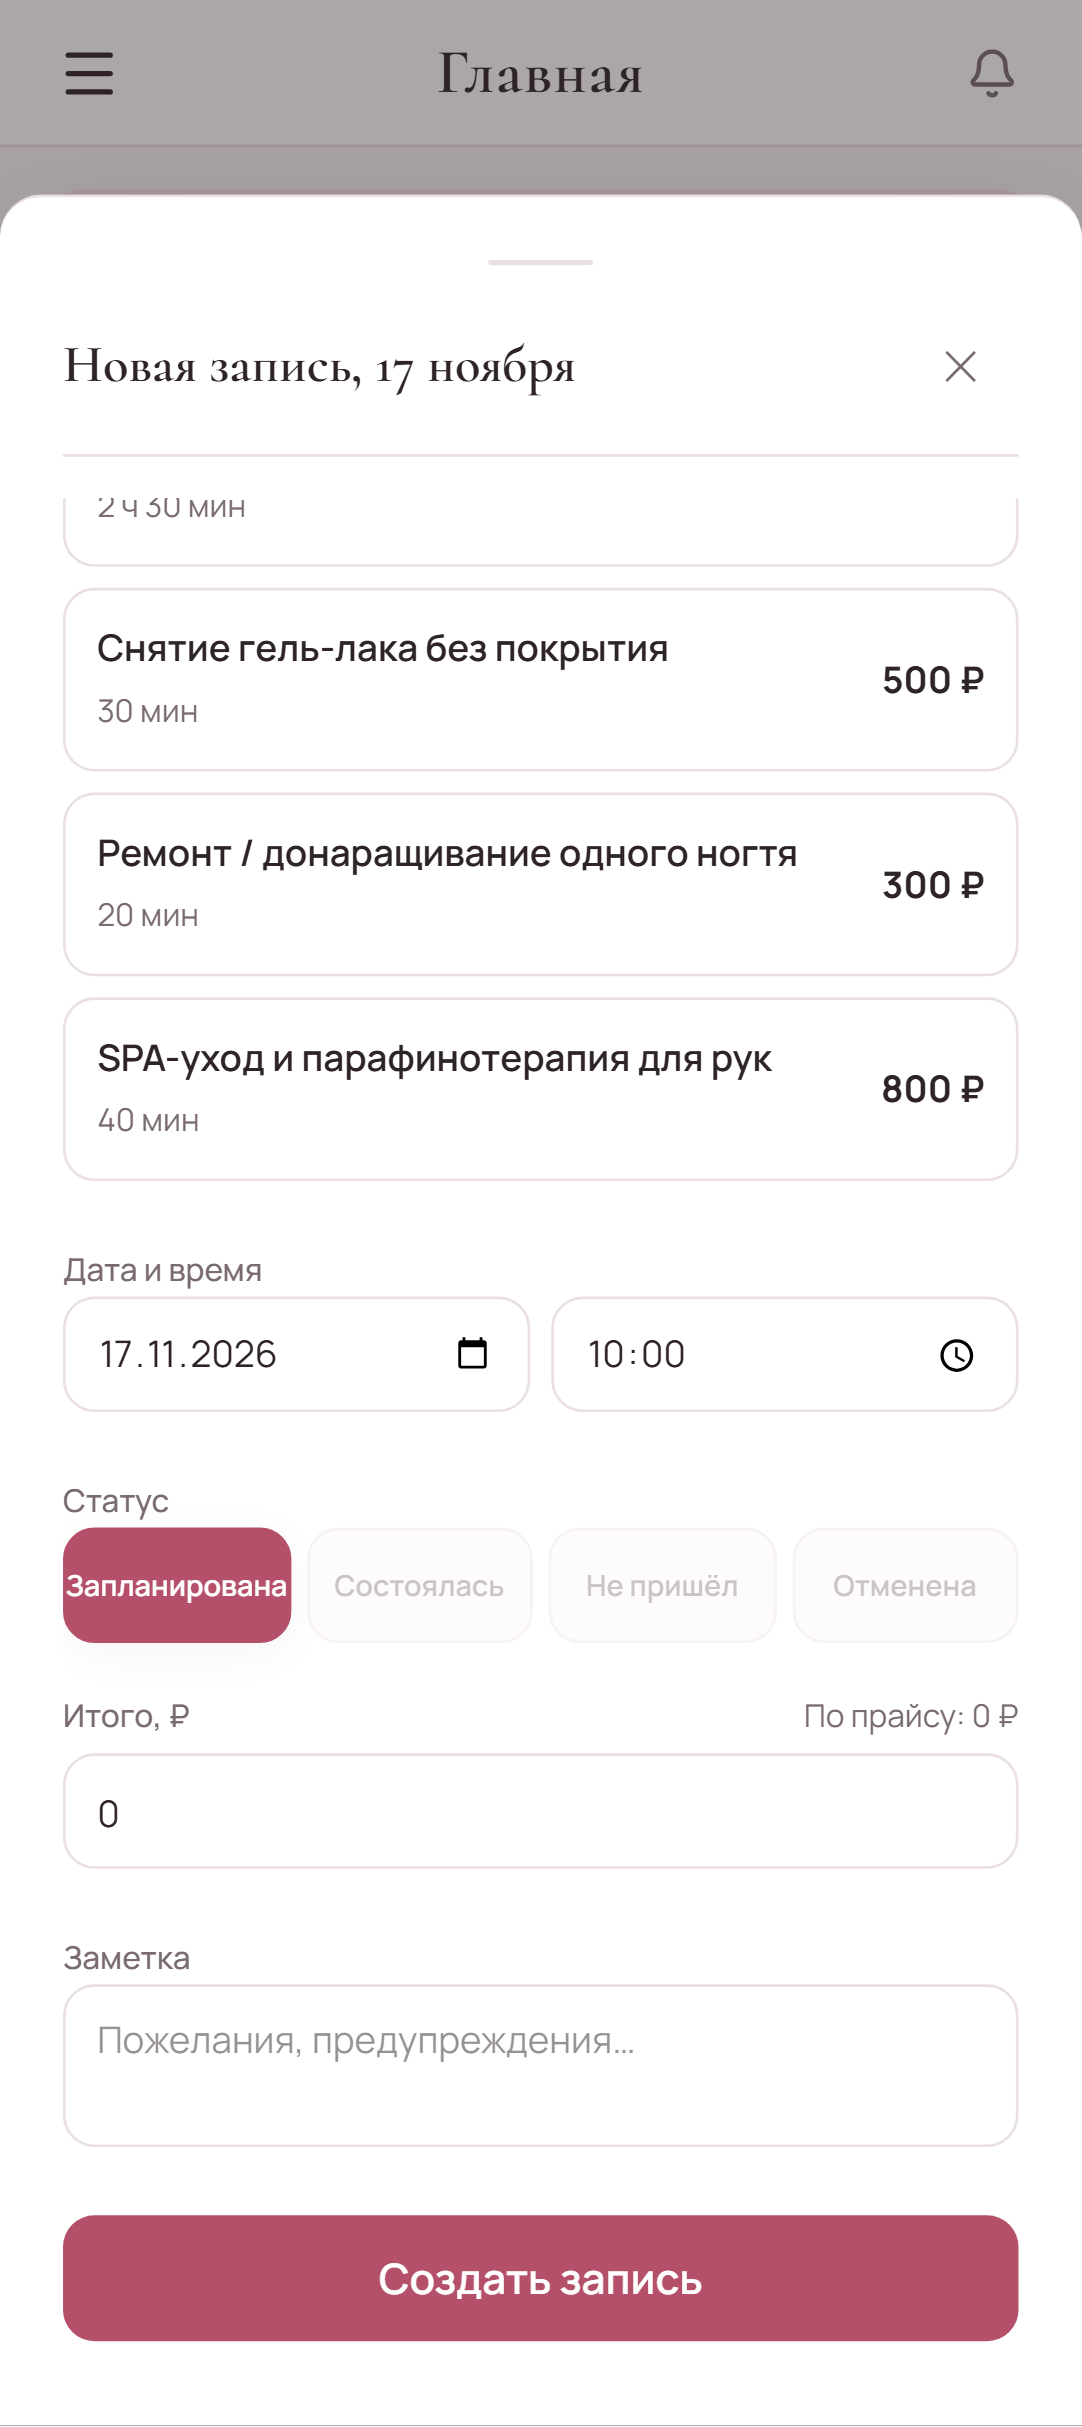 Главная
Новая запись, 17 ноября
2 ч 30 мин
Снятие гель-лака без покрытия
500 ₽
30 мин
Ремонт / донаращивание одного ногтя
300 ₽
20 мин
SPA-уход и парафинотерапия для рук
800 ₽
40 мин
Дата и время
17.11.2026
10:00
Статус
Запланирована Состоялась Не пришёл Отменена
Итого, ₽ По прайсу: 0 ₽
0
Заметка
Пожелания, предупреждения...
Создать запись